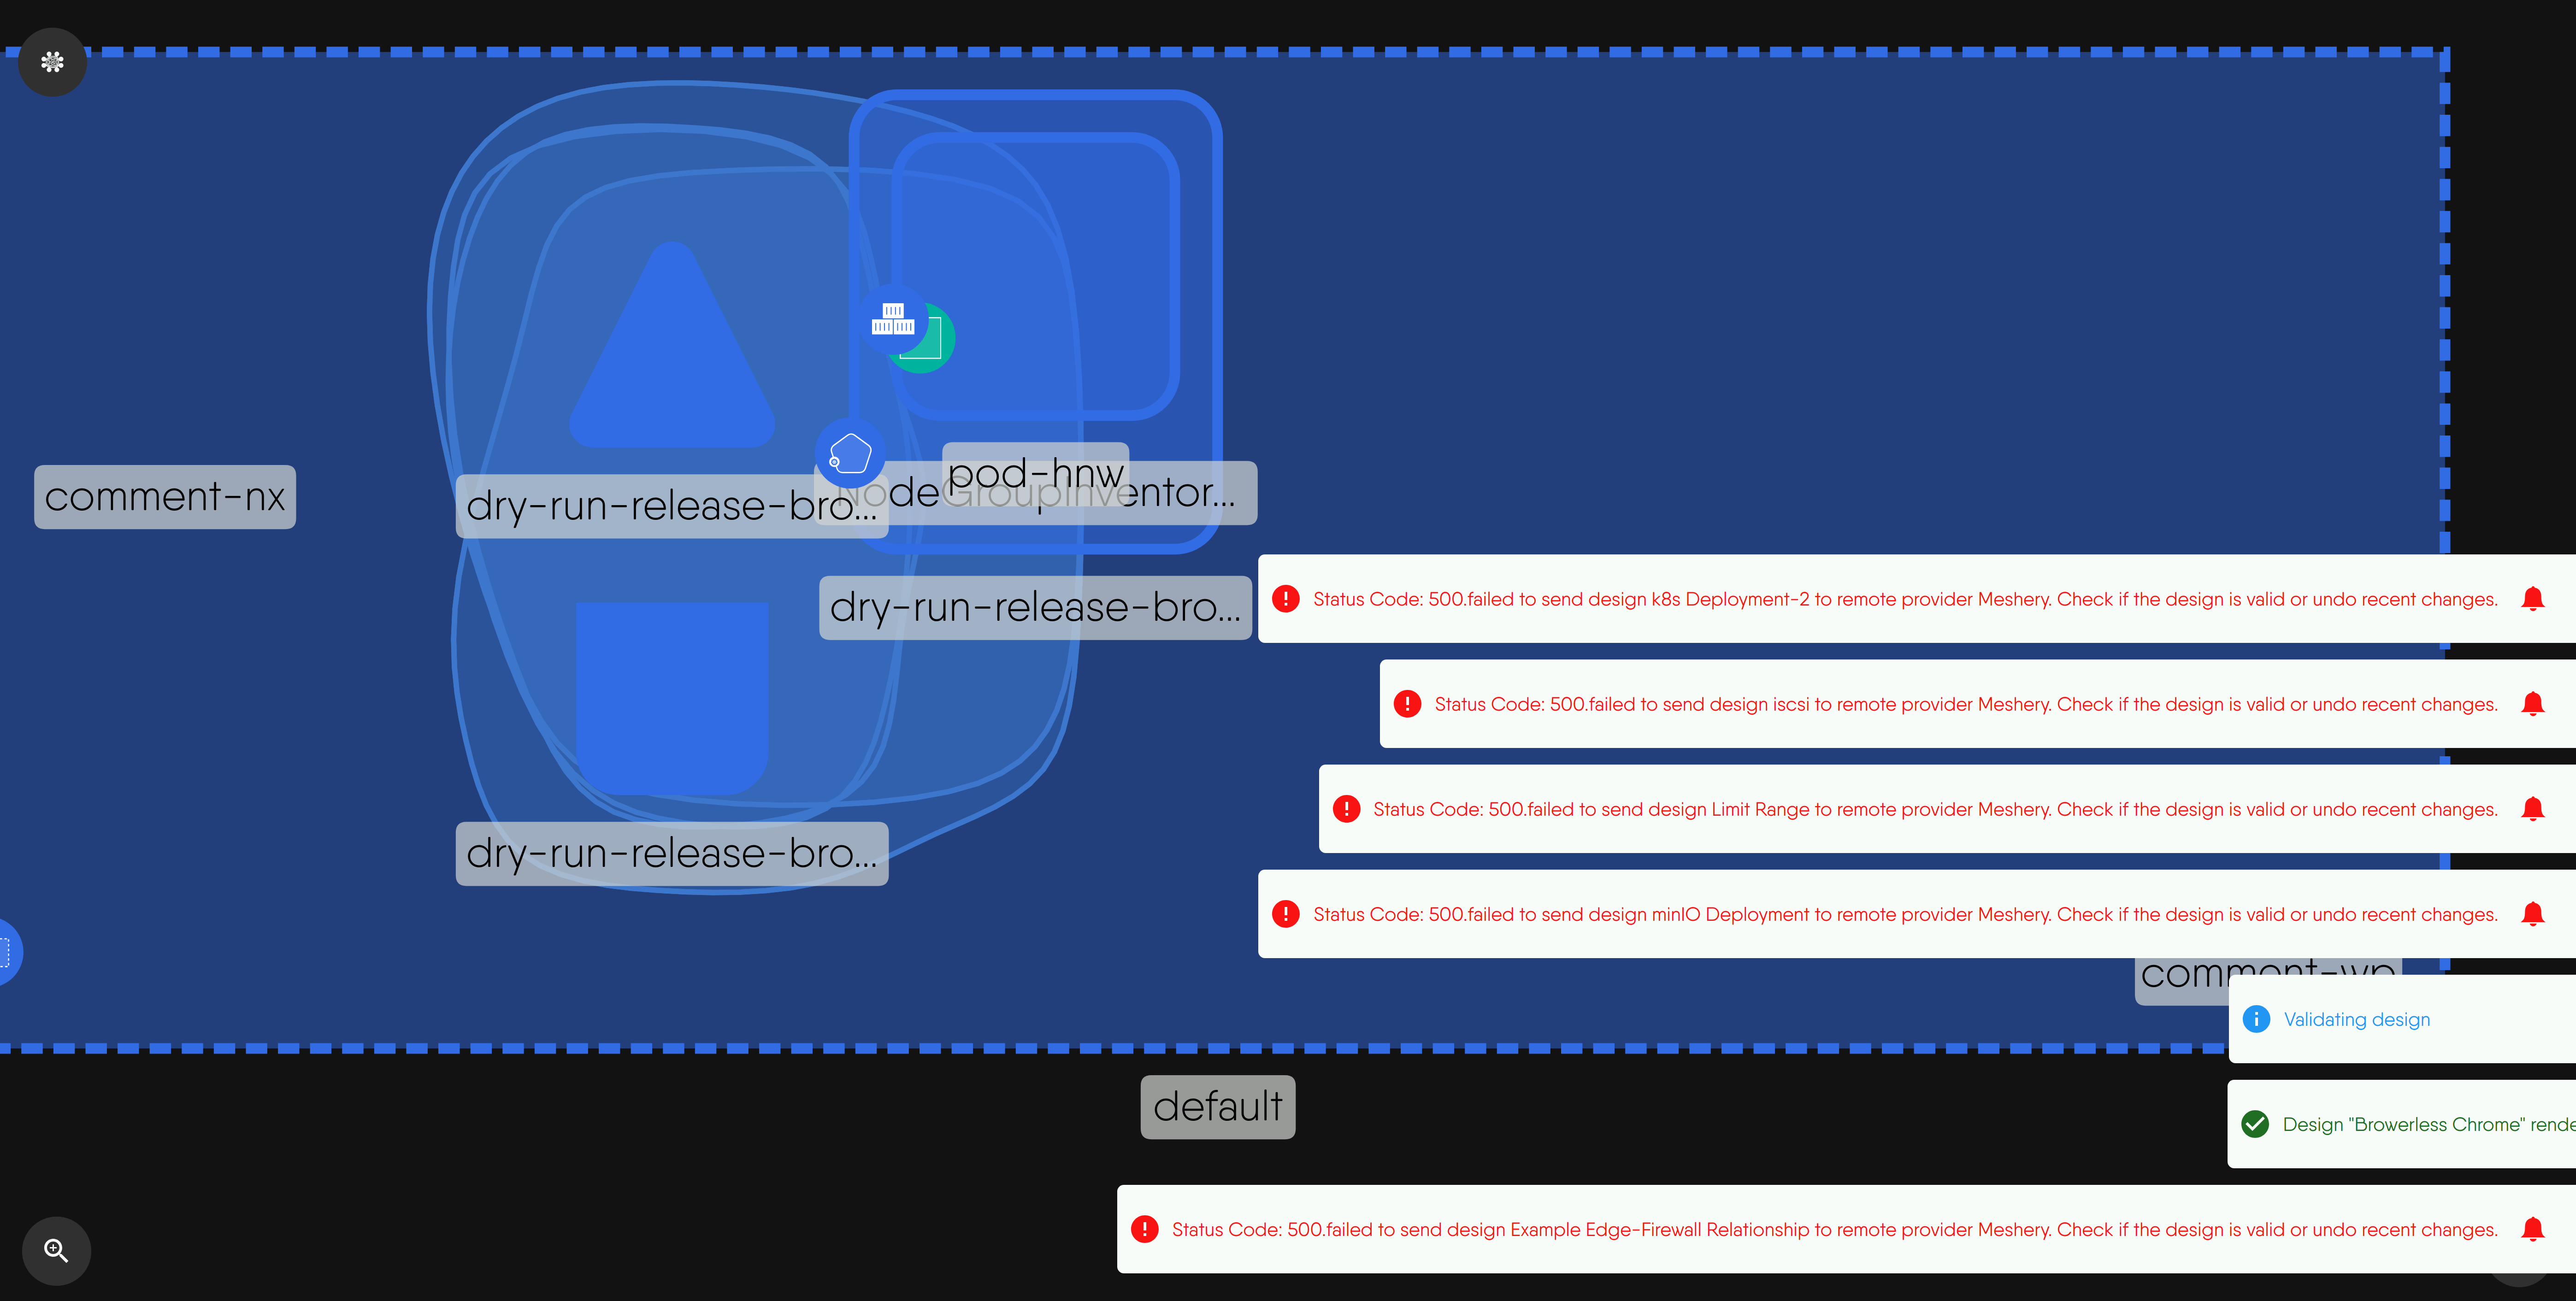 comment-nx
dry-run-release-bro...
pod-hnw
NodeGroupInventor...
dry-run-release-bro...
dry-run-release-bro...
Status Code: 500.failed to send design k8s Deployment-2 to remote provider Meshery. Check if the design is valid or undo recent changes.
Status Code: 500.failed to send design iscsi to remote provider Meshery. Check if the design is valid or undo recent changes.
Status Code: 500.failed to send design Limit Range to remote provider Meshery. Check if the design is valid or undo recent changes.
Status Code: 500.failed to send design minIO Deployment to remote provider Meshery. Check if the design is valid or undo recent changes.
comment-wp
Validating design
Design "Browerless Chrome" rende
default
Status Code: 500.failed to send design Example Edge-Firewall Relationship to remote provider Meshery. Check if the design is valid or undo recent changes.